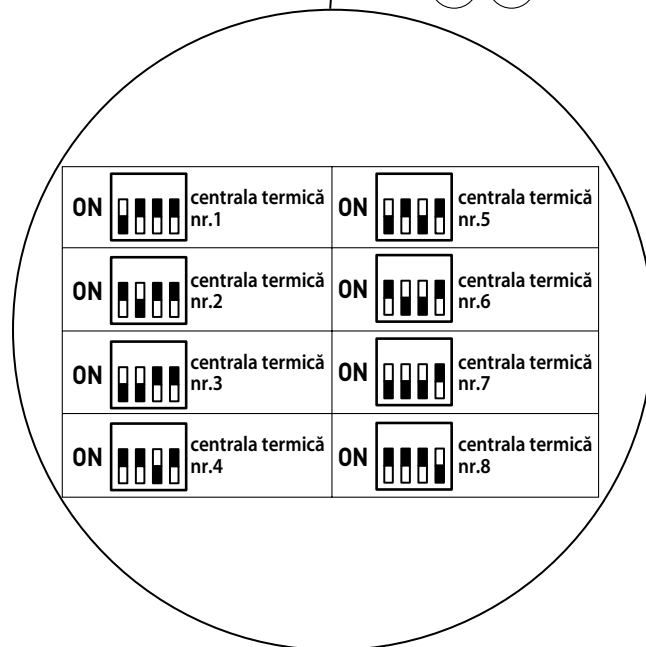 ON centrala termică
nr.1
ON centrala termică
nr.5
ON centrala termică
nr.2
ON centrala termică
nr.6
ON centrala termică
nr.3
ON centrala termică
nr.7
ON centrala termică
nr.4
ON centrala termică
nr.8